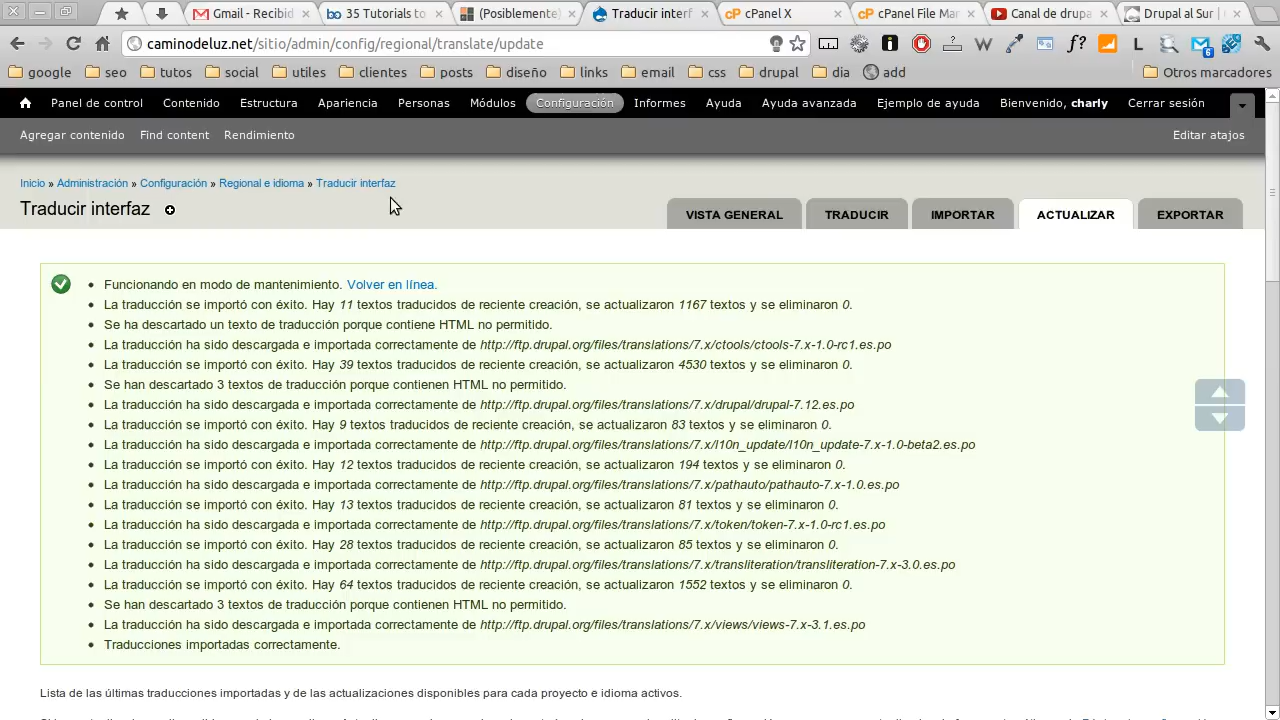 Gmail - Recibid
35 Tutorials to
(Posiblemente)
Traducir interf
cPanel X
cPanel File Mar
Canal de drupa
Drupal al Sur |
caminodeluz.net/sitio/admin/config/regional/translate/update
google seo tutos social utiles clientes posts diseño links email css drupal dia add Otros marcadores
Panel de control Contenido Estructura Apariencia Personas Módulos Configuración Informes Ayuda Ayuda avanzada Ejemplo de ayuda Bienvenido, charly Cerrar sesión
Agregar contenido Find content Rendimiento Editar atajos
Inicio » Administración » Configuración » Regional e idioma » Traducir interfaz
Traducir interfaz
VISTA GENERAL TRADUCIR IMPORTAR ACTUALIZAR EXPORTAR
Funcionando en modo de mantenimiento. Volver en línea.
La traducción se importó con éxito. Hay 11 textos traducidos de reciente creación, se actualizaron 1167 textos y se eliminaron 0.
Se ha descartado un texto de traducción porque contiene HTML no permitido.
La traducción ha sido descargada e importada correctamente de http://ftp.drupal.org/files/translations/7.x/ctools/ctools-7.x-1.0-rc1.es.po
La traducción se importó con éxito. Hay 39 textos traducidos de reciente creación, se actualizaron 4530 textos y se eliminaron 0.
Se han descartado 3 textos de traducción porque contienen HTML no permitido.
La traducción ha sido descargada e importada correctamente de http://ftp.drupal.org/files/translations/7.x/drupal/drupal-7.12.es.po
La traducción se importó con éxito. Hay 9 textos traducidos de reciente creación, se actualizaron 83 textos y se eliminaron 0.
La traducción ha sido descargada e importada correctamente de http://ftp.drupal.org/files/translations/7.x/l10n_update/l10n_update-7.x-1.0-beta2.es.po
La traducción se importó con éxito. Hay 12 textos traducidos de reciente creación, se actualizaron 194 textos y se eliminaron 0.
La traducción ha sido descargada e importada correctamente de http://ftp.drupal.org/files/translations/7.x/pathauto/pathauto-7.x-1.0.es.po
La traducción se importó con éxito. Hay 13 textos traducidos de reciente creación, se actualizaron 81 textos y se eliminaron 0.
La traducción ha sido descargada e importada correctamente de http://ftp.drupal.org/files/translations/7.x/token/token-7.x-1.0-rc1.es.po
La traducción se importó con éxito. Hay 28 textos traducidos de reciente creación, se actualizaron 85 textos y se eliminaron 0.
La traducción ha sido descargada e importada correctamente de http://ftp.drupal.org/files/translations/7.x/transliteration/transliteration-7.x-3.0.es.po
La traducción se importó con éxito. Hay 64 textos traducidos de reciente creación, se actualizaron 1552 textos y se eliminaron 0.
Se han descartado 3 textos de traducción porque contienen HTML no permitido.
La traducción ha sido descargada e importada correctamente de http://ftp.drupal.org/files/translations/7.x/views/views-7.x-3.1.es.po
Traducciones importadas correctamente.
Lista de las últimas traducciones importadas y de las actualizaciones disponibles para cada proyecto e idioma activos.